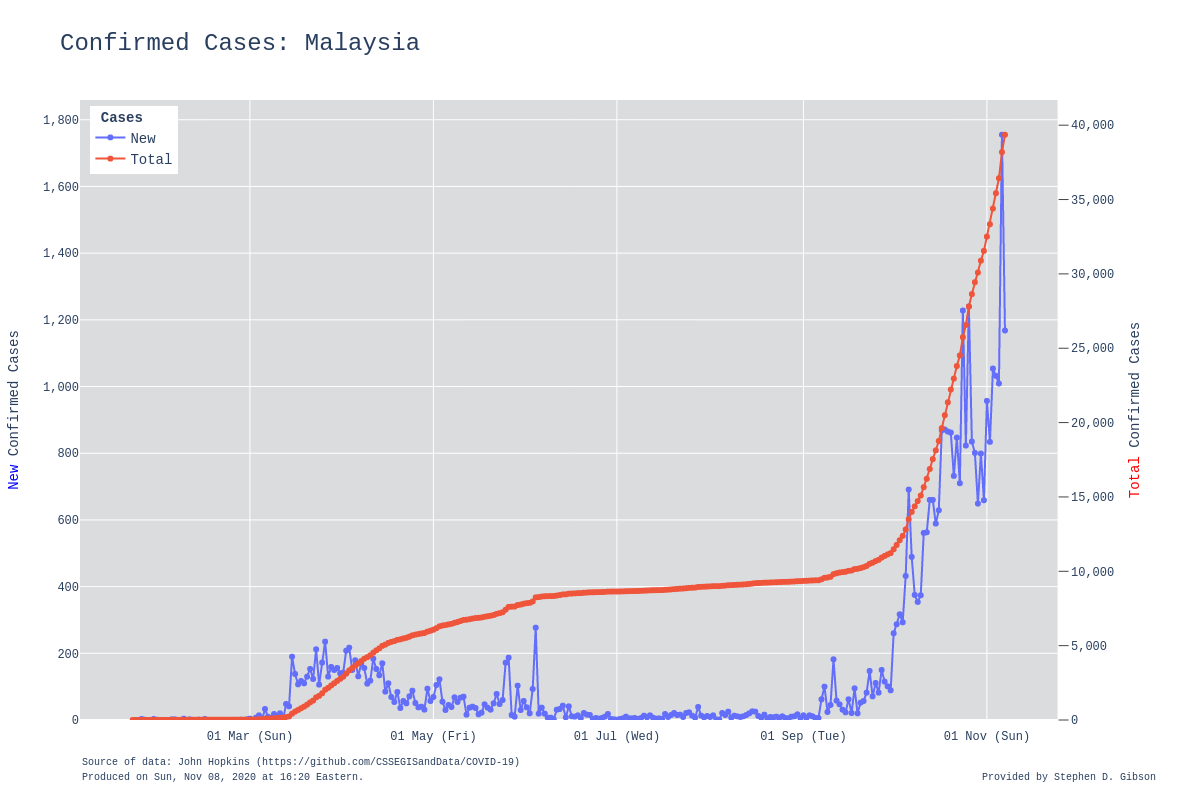 Confirmed Cases: Malaysia
Cases
New
Total
1,800
1,600
1,400
1,200
1,000
800
600
400
200
0
40,000
35,000
30,000
25,000
20,000
15,000
10,000
5,000
0
New Confirmed Cases
Total Confirmed Cases
01 Mar (Sun)
01 May (Fri)
01 Jul (Wed)
01 Sep (Tue)
01 Nov (Sun)
Source of data: John Hopkins (https://github.com/CSSEGISandData/COVID-19)
Produced on Sun, Nov 08, 2020 at 16:20 Eastern.
Provided by Stephen D. Gibson